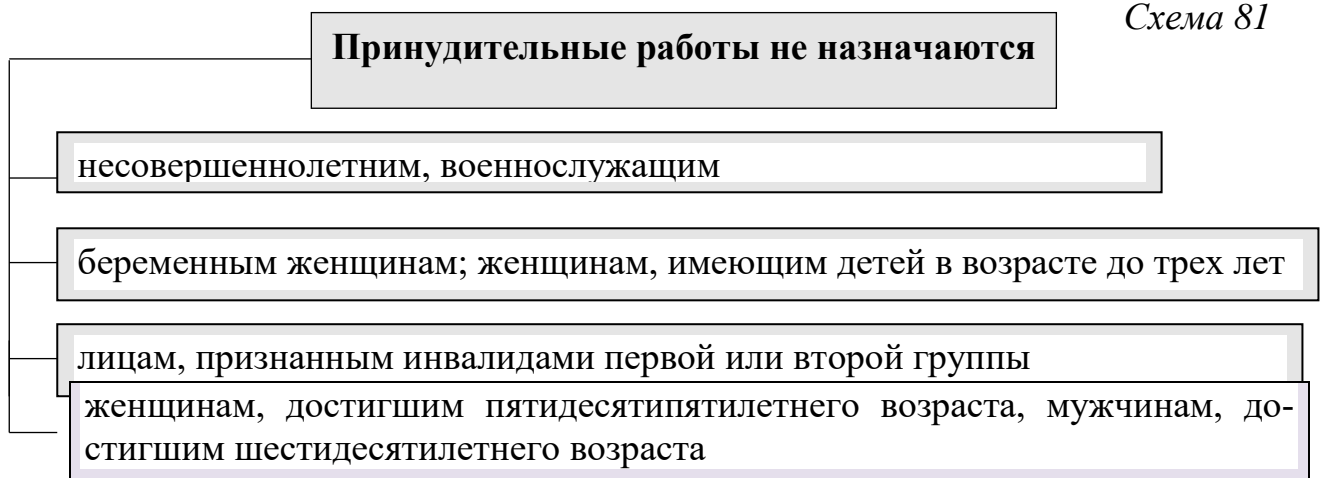 Схема 81
Принудительные работы не назначаются
несовершеннолетним, военнослужащим
беременным женщинам; женщинам, имеющим детей в возрасте до трех лет
лицам, признанным инвалидами первой или второй группы
женщинам, достигшим пятидесятипятилетнего возраста, мужчинам, до-
стигшим шестидесятилетнего возраста